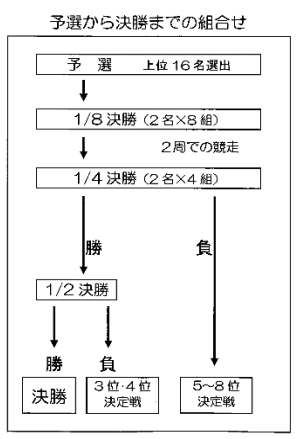 予選から決勝までの組合せ
予 選 上位16名選出
1/8決勝(2名×8組)
2周での競走
1/4決勝(2名×4組)
勝 負
1/2決勝
勝 負
決勝 3位・4位決定戦 5~8位決定戦